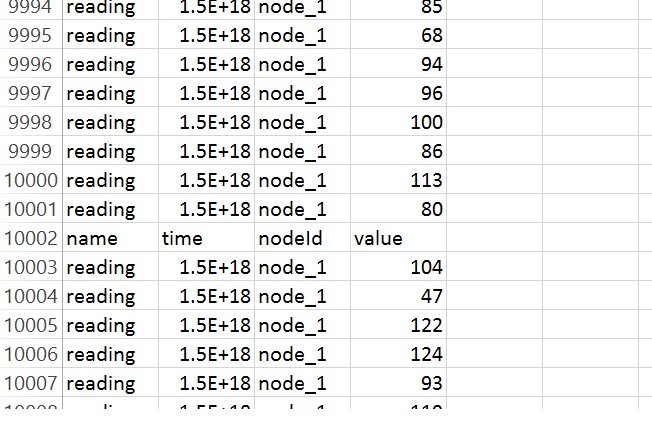 9994 reading 1.5E+18 node_1 85
9995 reading 1.5E+18 node_1 68
9996 reading 1.5E+18 node_1 94
9997 reading 1.5E+18 node_1 96
9998 reading 1.5E+18 node_1 100
9999 reading 1.5E+18 node_1 86
10000 reading 1.5E+18 node_1 113
10001 reading 1.5E+18 node_1 80
10002 name time nodeId value
10003 reading 1.5E+18 node_1 104
10004 reading 1.5E+18 node_1 47
10005 reading 1.5E+18 node_1 122
10006 reading 1.5E+18 node_1 124
10007 reading 1.5E+18 node_1 93